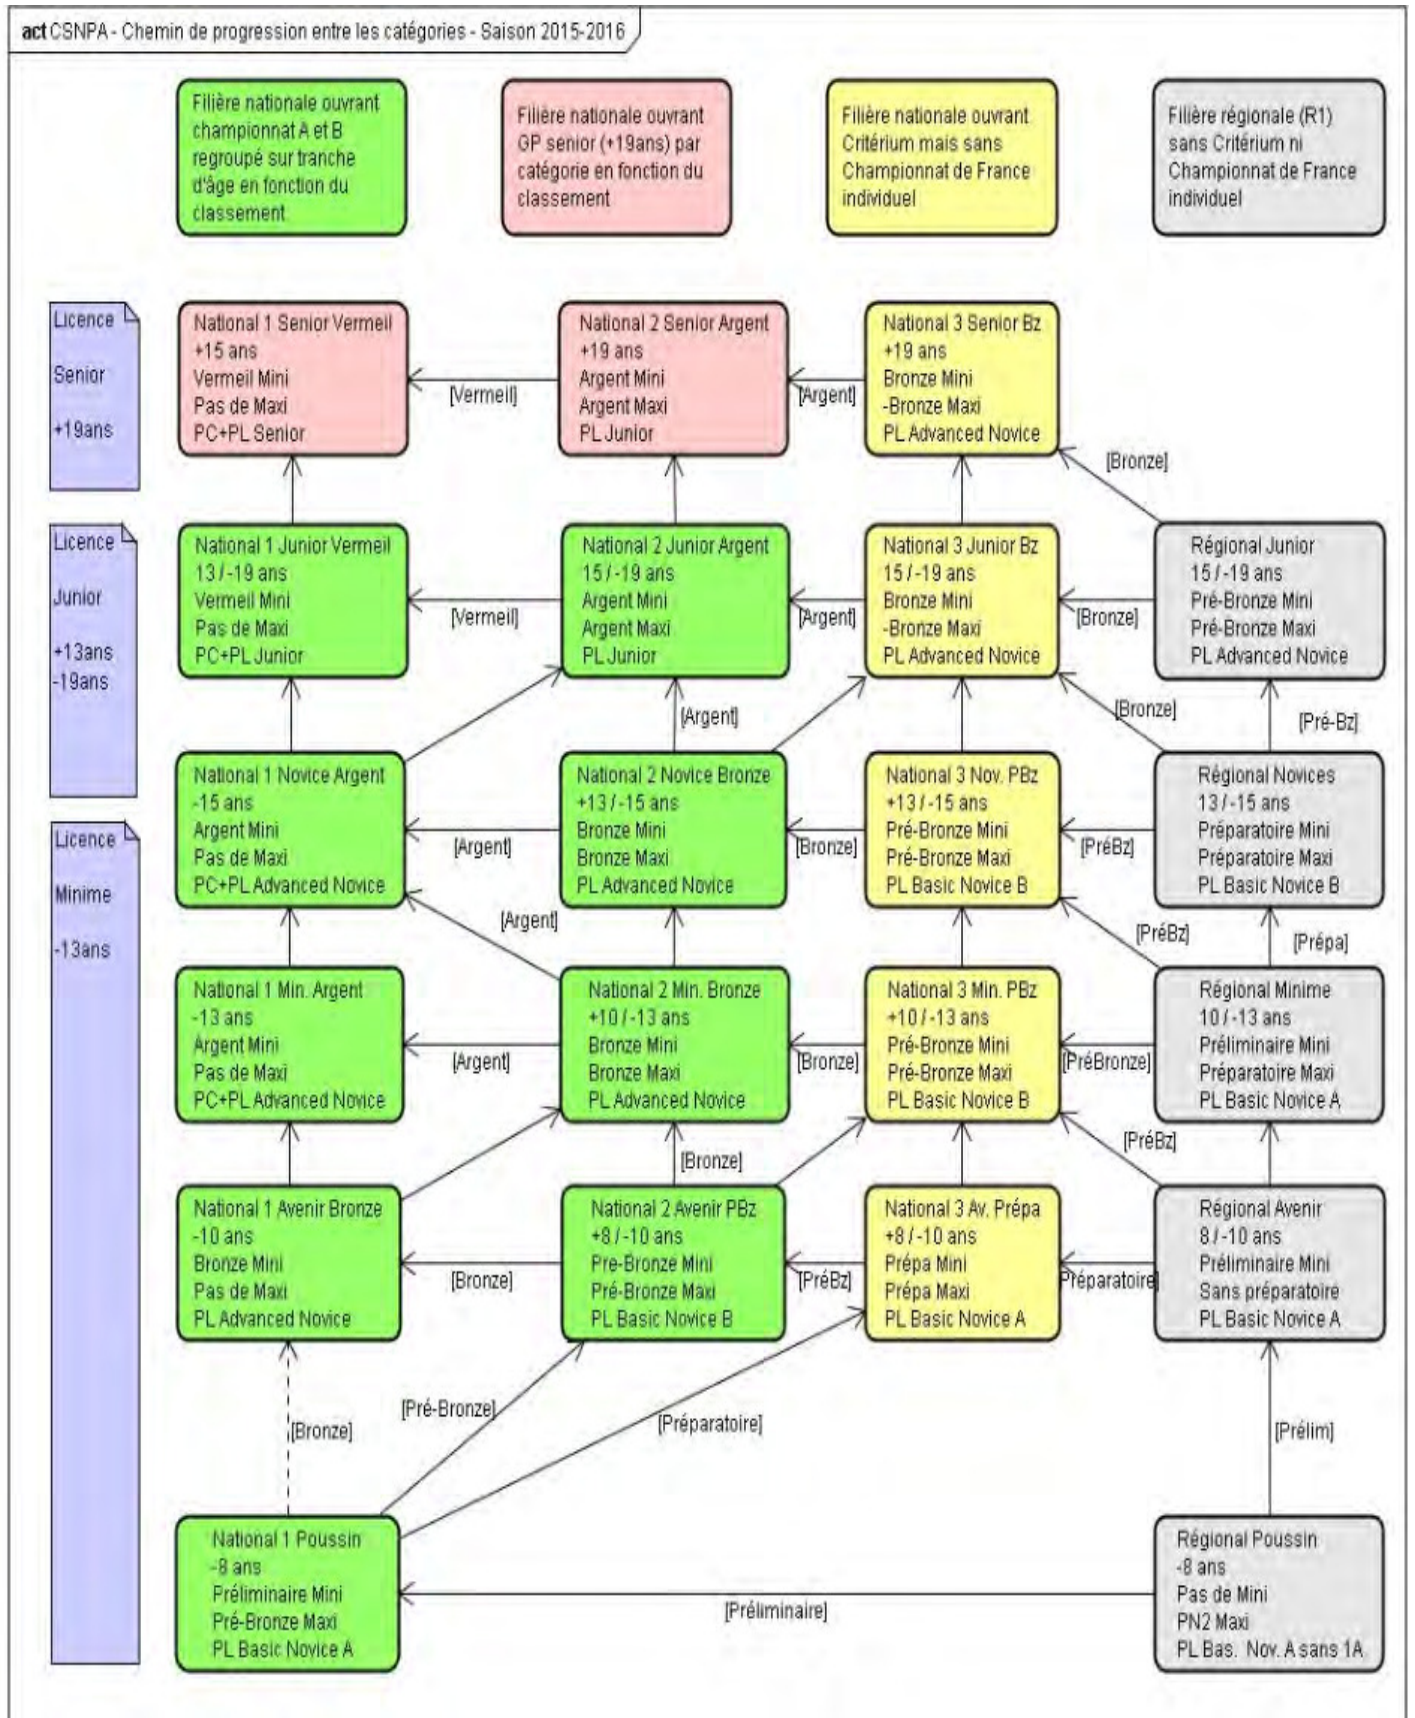 act CSNPA - Chemin de progression entre les catégories - Saison 2015-2016
Filière nationale ouvrant
championnat A et B
regroupé sur tranche
d'âge en fonction du
classement
Filière nationale ouvrant
GP senior (+19ans) par
catégorie en fonction du
classement
Filière nationale ouvrant
Critérium mais sans
Championnat de France
individuel
Filière régionale (R1)
sans Critérium ni
Championnat de France
individuel
Licence
Senior
+19ans
National 1 Senior Vermeil
+15 ans
Vermeil Mini
Pas de Maxi
PC+PL Senior
[Vermeil]
National 2 Senior Argent
+19 ans
Argent Mini
Argent Maxi
PL Junior
[Argent]
National 3 Senior Bz
+19 ans
Bronze Mini
-Bronze Maxi
PL Advanced Novice
[Bronze]
Licence
Junior
+13ans
-19ans
National 1 Junior Vermeil
13 / -19 ans
Vermeil Mini
Pas de Maxi
PC+PL Junior
[Vermeil]
National 2 Junior Argent
15 / -19 ans
Argent Mini
Argent Maxi
PL Junior
[Argent]
National 3 Junior Bz
15 / -19 ans
Bronze Mini
-Bronze Maxi
PL Advanced Novice
[Bronze]
Régional Junior
15 / -19 ans
Pré-Bronze Mini
Pré-Bronze Maxi
PL Advanced Novice
[Argent]
[Bronze]
[Pré-Bz]
Licence
Minime
-13ans
National 1 Novice Argent
-15 ans
Argent Mini
Pas de Maxi
PC+PL Advanced Novice
[Argent]
National 2 Novice Bronze
+13 / -15 ans
Bronze Mini
Bronze Maxi
PL Advanced Novice
[Bronze]
National 3 Nov. PBz
+13 / -15 ans
Pré-Bronze Mini
Pré-Bronze Maxi
PL Basic Novice B
[PréBz]
Régional Novices
13 / -15 ans
Préparatoire Mini
Préparatoire Maxi
PL Basic Novice B
[Argent]
[PréBz]
[Prépa]
National 1 Min. Argent
-13 ans
Argent Mini
Pas de Maxi
PC+PL Advanced Novice
[Argent]
National 2 Min. Bronze
+10 / -13 ans
Bronze Mini
Bronze Maxi
PL Advanced Novice
[Bronze]
National 3 Min. PBz
+10 / -13 ans
Pré-Bronze Mini
Pré-Bronze Maxi
PL Basic Novice B
[PréBronze]
Régional Minime
10 / -13 ans
Préliminaire Mini
Préparatoire Maxi
PL Basic Novice A
[Bronze]
[PréBz]
National 1 Avenir Bronze
-10 ans
Bronze Mini
Pas de Maxi
PL Advanced Novice
[Bronze]
National 2 Avenir PBz
+8 / -10 ans
Pre-Bronze Mini
Pré-Bronze Maxi
PL Basic Novice B
[PréBz]
National 3 Av. Prépa
+8 / -10 ans
Prépa Mini
Prépa Maxi
PL Basic Novice A
Préparatoire]
Régional Avenir
8 / -10 ans
Préliminaire Mini
Sans préparatoire
PL Basic Novice A
[Bronze]
[Pré-Bronze]
[Préparatoire]
[Prélim]
National 1 Poussin
-8 ans
Préliminaire Mini
Pré-Bronze Maxi
PL Basic Novice A
[Préliminaire]
Régional Poussin
-8 ans
Pas de Mini
PN2 Maxi
PL Bas. Nov. A sans 1A